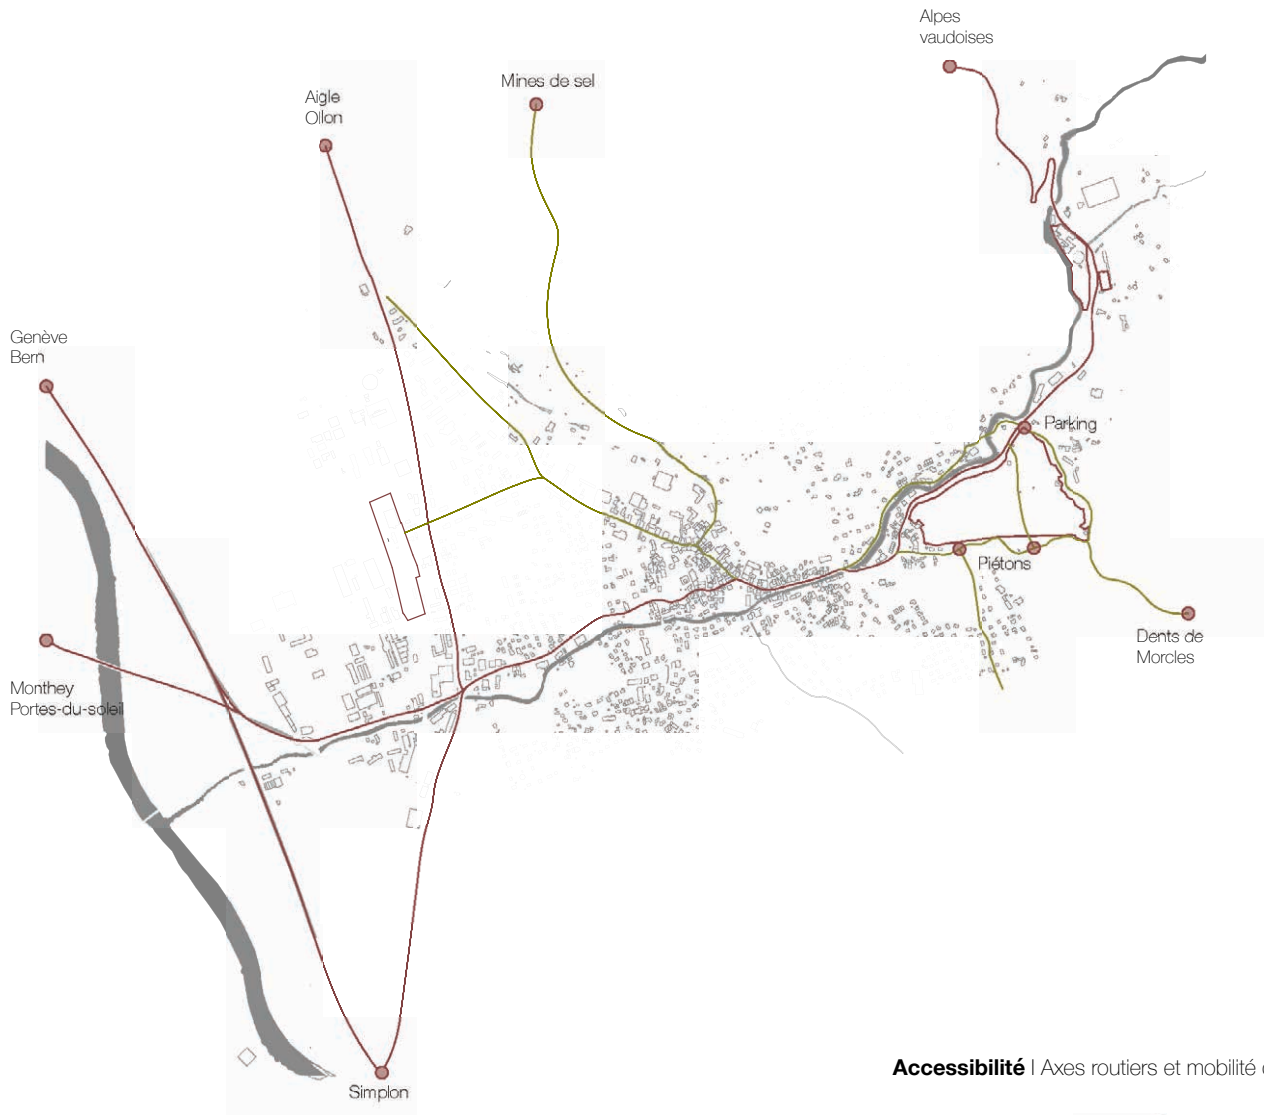 Alpes
vaudoises
Mines de sel
Aigle
Ollon
Genève
Bern
Parking
Piétons
Dents de
Morcles
Monthey
Portes-du-soleil
Accessibilité | Axes routiers et mobilité
Simplon